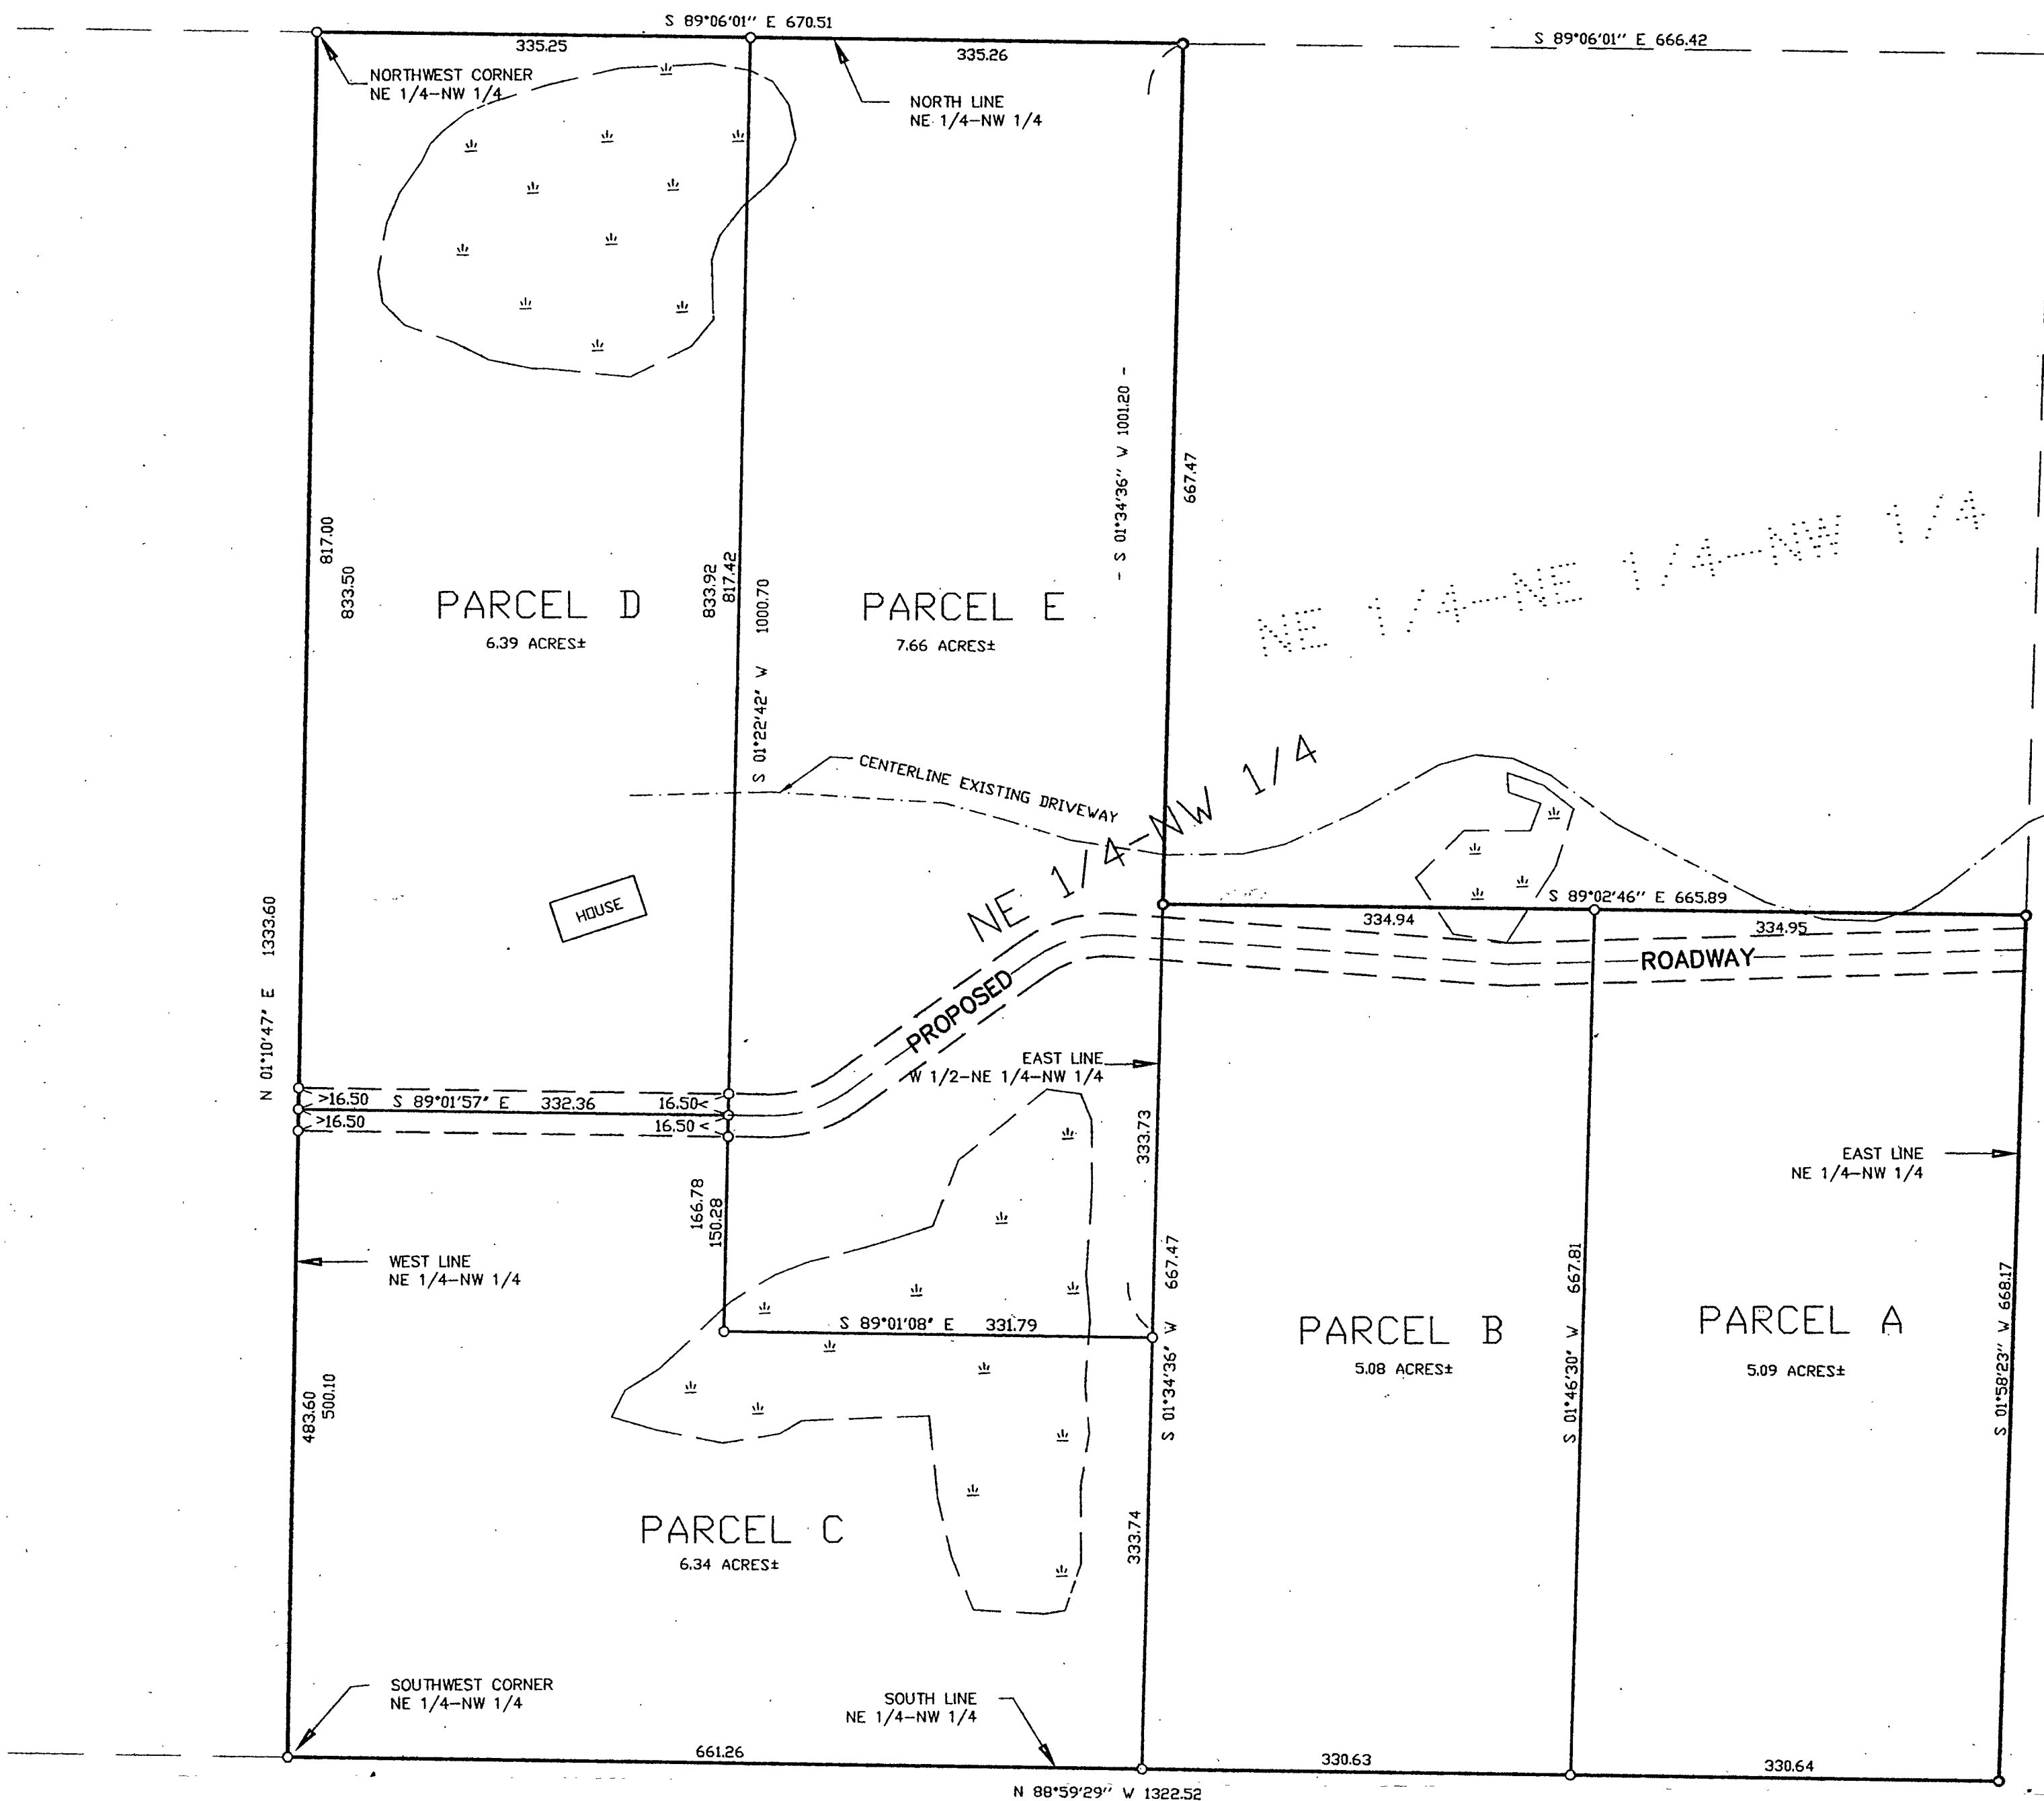 S 89°06'01" E 670.51
335.25
335.26
S 89°06'01" E 666.42
NORTHWEST CORNER
NE 1/4-NW 1/4
NORTH LINE
NE 1/4-NW 1/4
- S 01°34'36" W 1001.20 -
667.47
817.00
833.50
833.92
817.42
S 01°22'42" W 1000.70
PARCEL D
6.39 ACRES±
PARCEL E
7.66 ACRES±
NE 1/4-NE 1/4-NW 1/4
NE 1/4-NW 1/4
CENTERLINE EXISTING DRIVEWAY
HOUSE
S 89°02'46" E 665.89
334.94
334.95
PROPOSED
ROADWAY
N 01°10'47" E 1333.60
EAST LINE
W 1/2-NE 1/4-NW 1/4
>16.50 S 89°01'57" E 332.36 16.50<
>16.50 16.50<
333.73
EAST LINE
NE 1/4-NW 1/4
166.78
150.28
WEST LINE
NE 1/4-NW 1/4
S 89°01'08" E 331.79
S 01°34'36" W 667.47
S 01°46'30" W 667.81
S 01°58'23" W 668.17
PARCEL B
5.08 ACRES±
PARCEL A
5.09 ACRES±
483.60
500.10
PARCEL C
6.34 ACRES±
333.74
SOUTHWEST CORNER
NE 1/4-NW 1/4
SOUTH LINE
NE 1/4-NW 1/4
661.26
330.63
330.64
N 88°59'29" W 1322.52